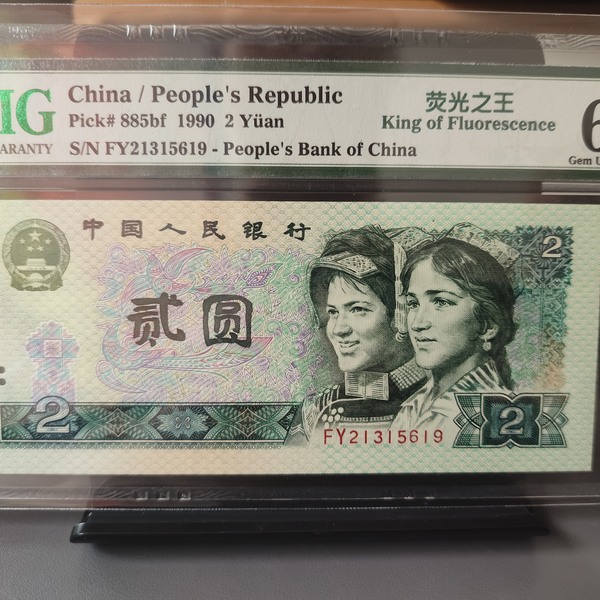 MG
ARANTY
China / People's Republic
Pick# 885bf 1990 2 Yüan
S/N FY21315619 - People's Bank of China
荧光之王
King of Fluorescence
6
Gem U
中国人民银行
2
贰圆
2
FY21315619
2